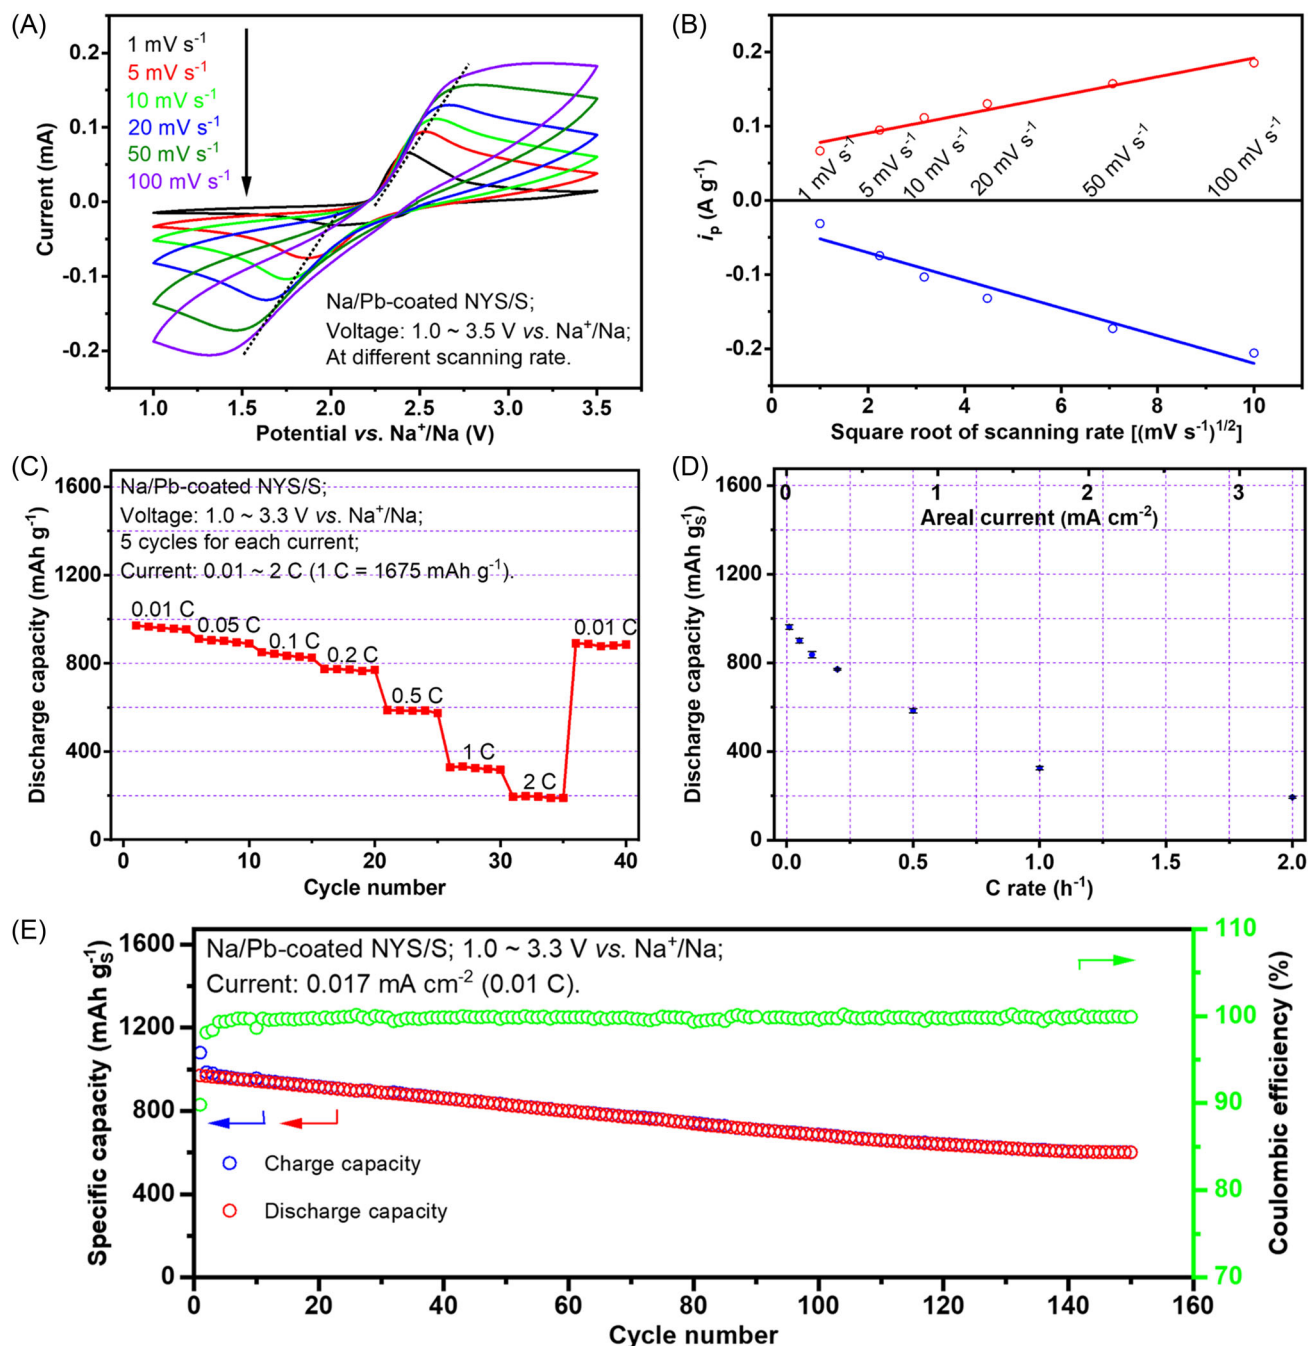 (A)
0.2
0.1
0.0
-0.1
-0.2
Current (mA)
1 mV s-1
5 mV s-1
10 mV s-1
20 mV s-1
50 mV s-1
100 mV s-1
Na/Pb-coated NYS/S;
Voltage: 1.0 ~ 3.5 V vs. Na+/Na;
At different scanning rate.
1.0 1.5 2.0 2.5 3.0 3.5
Potential vs. Na+/Na (V)
(B)
0.2
0.1
0.0
-0.1
-0.2
ip (A g-1)
1 mV s-1
5 mV s-1
10 mV s-1
20 mV s-1
50 mV s-1
100 mV s-1
0 2 4 6 8 10
Square root of scanning rate [(mV s-1)1/2]
(C)
1600
1200
800
400
0
Discharge capacity (mAh g-1)
Na/Pb-coated NYS/S;
Voltage: 1.0 ~ 3.3 V vs. Na+/Na;
5 cycles for each current;
Current: 0.01 ~ 2 C (1 C = 1675 mAh g-1).
0.01 C
0.05 C
0.1 C
0.2 C
0.5 C
1 C
2 C
0.01 C
0 10 20 30 40
Cycle number
(D)
0 1 2 3
Areal current (mA cm-2)
1600
1200
800
400
0
Discharge capacity (mAh gS-1)
0.0 0.5 1.0 1.5 2.0
C rate (h-1)
(E)
1600
1200
800
400
0
Specific capacity (mAh gS-1)
Na/Pb-coated NYS/S; 1.0 ~ 3.3 V vs. Na+/Na;
Current: 0.017 mA cm-2 (0.01 C).
Charge capacity
Discharge capacity
110
100
90
80
70
Coulombic efficiency (%)
0 20 40 60 80 100 120 140 160
Cycle number